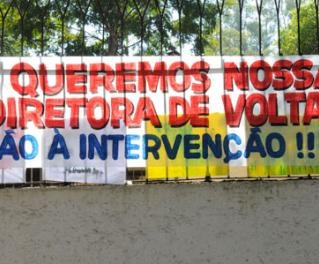 QUEREMOS NOSSA
DIRETORA DE VOLTA
ÃO À INTERVENÇÃO !!